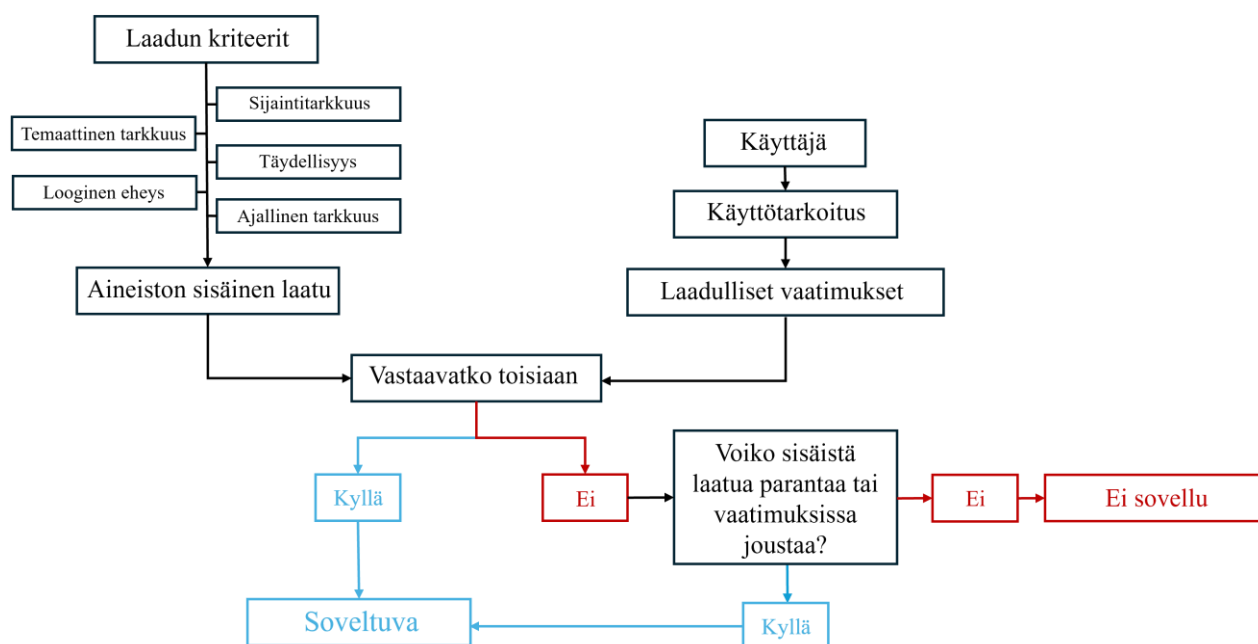 Laadun kriteerit
Sijaintitarkkuus
Temaattinen tarkkuus
Täydellisyys
Looginen eheys
Ajallinen tarkkuus
Aineiston sisäinen laatu
Käyttäjä
Käyttötarkoitus
Laadulliset vaatimukset
Vastaavatko toisiaan
Kyllä
Ei
Voiko sisäistä
laatua parantaa tai
vaatimuksissa
joustaa?
Ei
Ei sovellu
Kyllä
Soveltuva